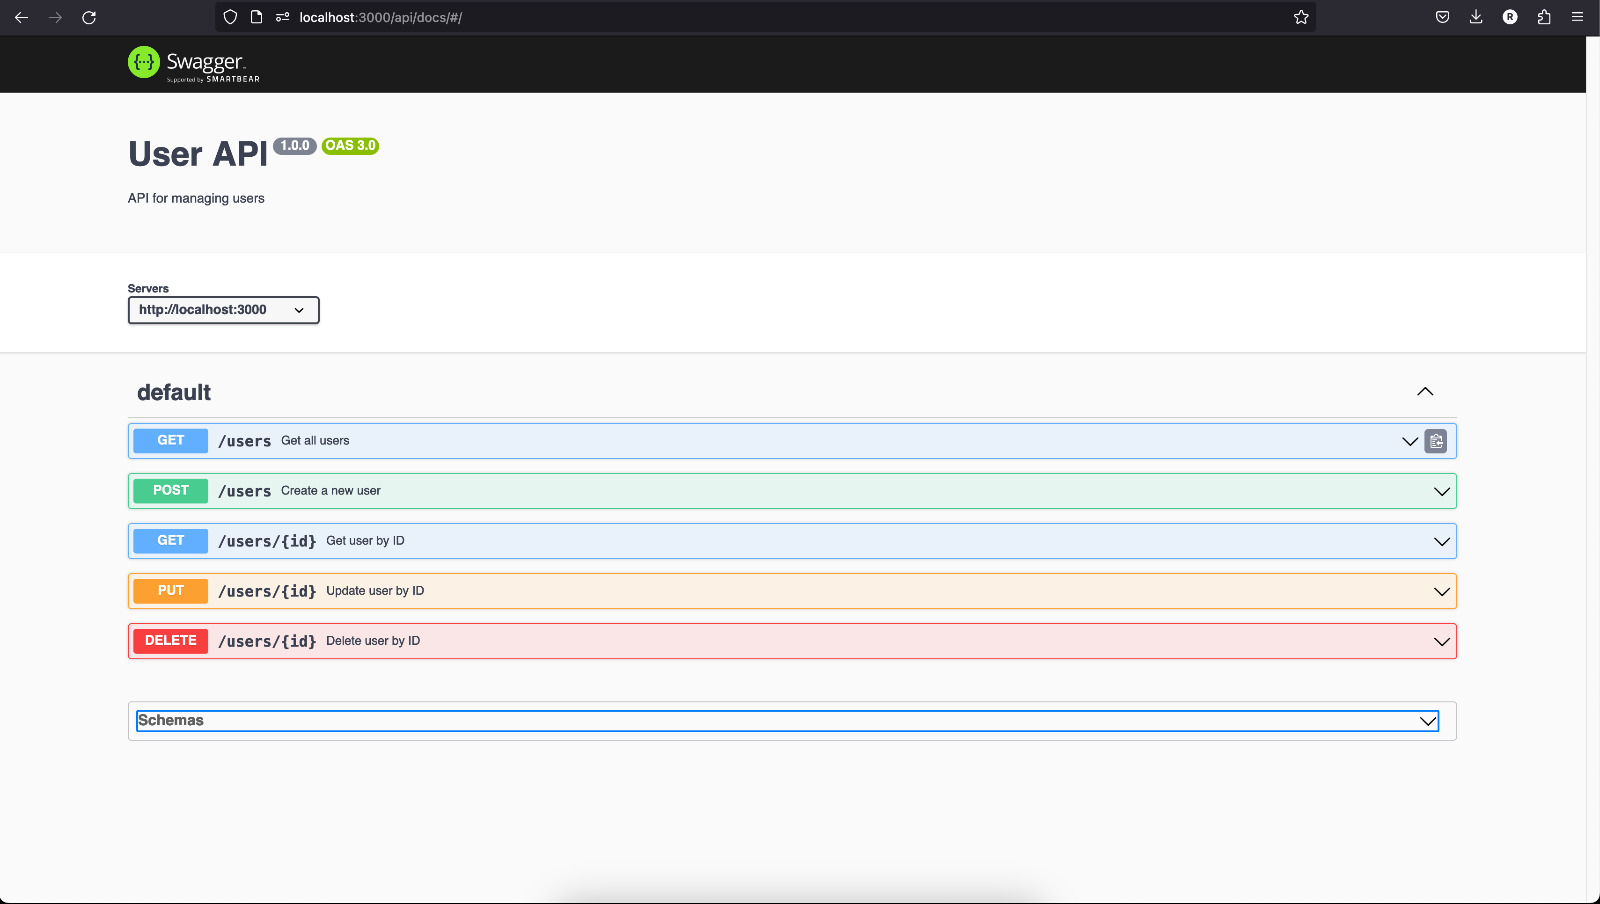 localhost:3000/api/docs/#/
R
{··} Swagger™
Supported by SMARTBEAR
User API 1.0.0 OAS 3.0
API for managing users
Servers
http://localhost:3000
default
GET /users Get all users
POST /users Create a new user
GET /users/{id} Get user by ID
PUT /users/{id} Update user by ID
DELETE /users/{id} Delete user by ID
Schemas